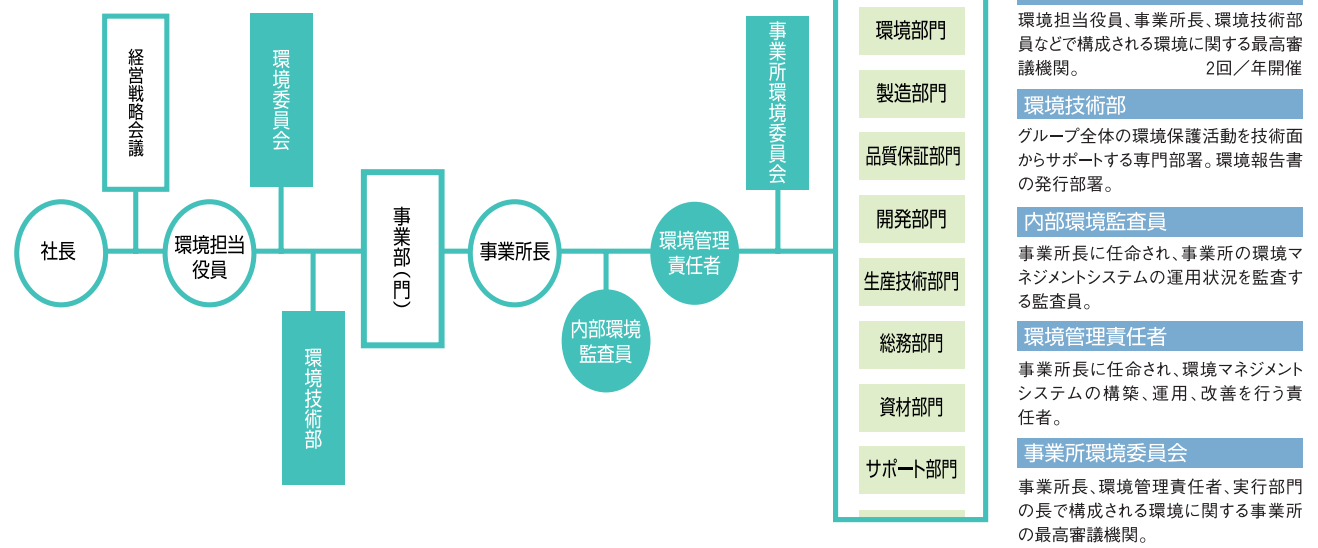 経営戦略会議
環境委員会
事業所環境委員会
社長
環境担当
役員
事業部(門)
事業所長
環境管理
責任者
内部環境
監査員
環境技術部
環境部門
製造部門
品質保証部門
開発部門
生産技術部門
総務部門
資材部門
サポート部門
環境担当役員、事業所長、環境技術部
員などで構成される環境に関する最高審
議機関。 2回/年開催
環境技術部
グループ全体の環境保護活動を技術面
からサポートする専門部署。環境報告書
の発行部署。
内部環境監査員
事業所長に任命され、事業所の環境マ
ネジメントシステムの運用状況を監査す
る監査員。
環境管理責任者
事業所長に任命され、環境マネジメント
システムの構築、運用、改善を行う責
任者。
事業所環境委員会
事業所長、環境管理責任者、実行部門
の長で構成される環境に関する事業所
の最高審議機関。